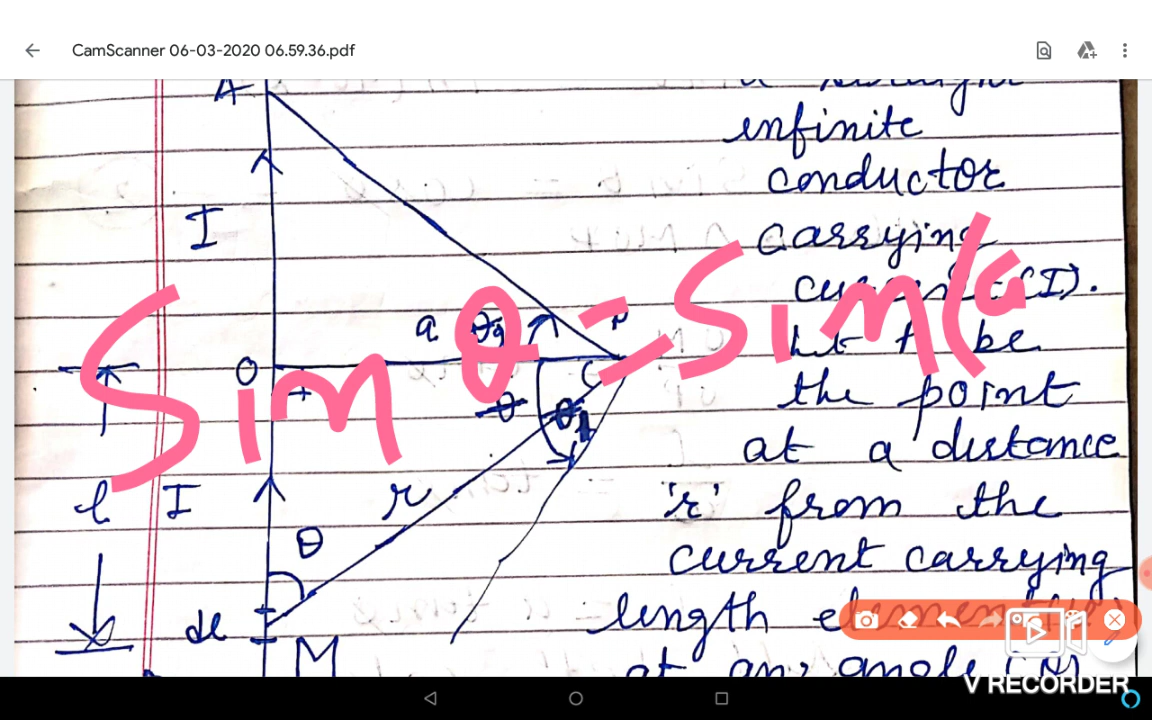 CamScanner 06-03-2020 06.59.36.pdf
A
infinite
conductor
I
carrying
current (I).
Sin θ = Sin(
a
P
be
O
the point
θ
at a distance
l
I
r
'r' from the
θ
current carrying
dl
length
M
V RECORDER